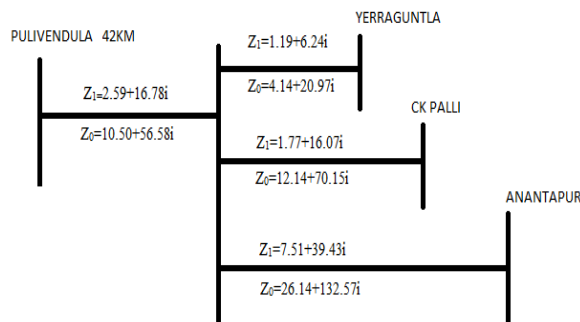 YERRAGUNTLA
PULIVENDULA 42KM
Z₁=1.19+6.24i
Z₀=4.14+20.97i
Z₁=2.59+16.78i
Z₀=10.50+56.58i
CK PALLI
Z₁=1.77+16.07i
Z₀=12.14+70.15i
ANANTAPUR
Z₁=7.51+39.43i
Z₀=26.14+132.57i